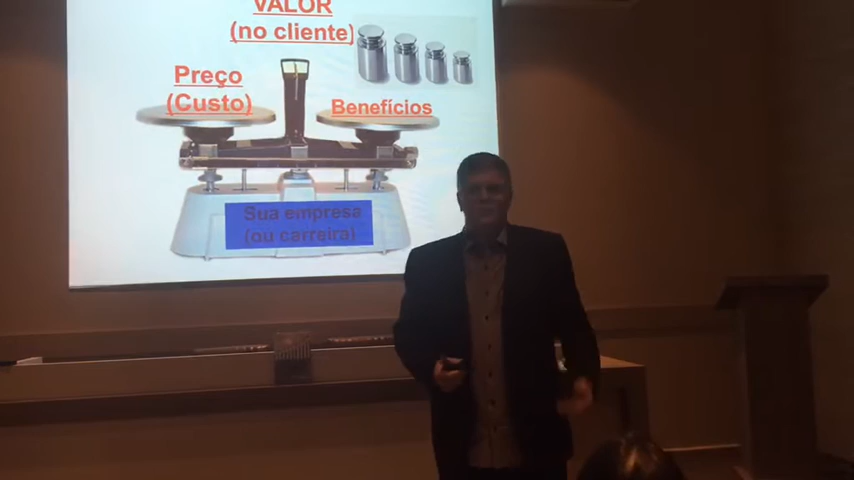 VALOR
(no cliente)
Preço
(Custo)
Benefícios
Sua empresa
(ou carreira)